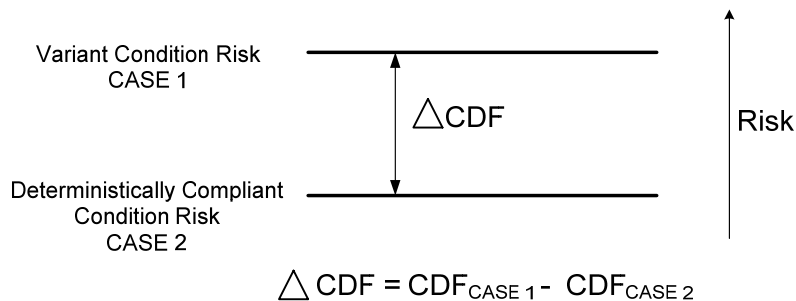 Variant Condition Risk
CASE 1
△CDF
Risk
Deterministically Compliant
Condition Risk
CASE 2
△ CDF = CDFCASE 1 - CDFCASE 2